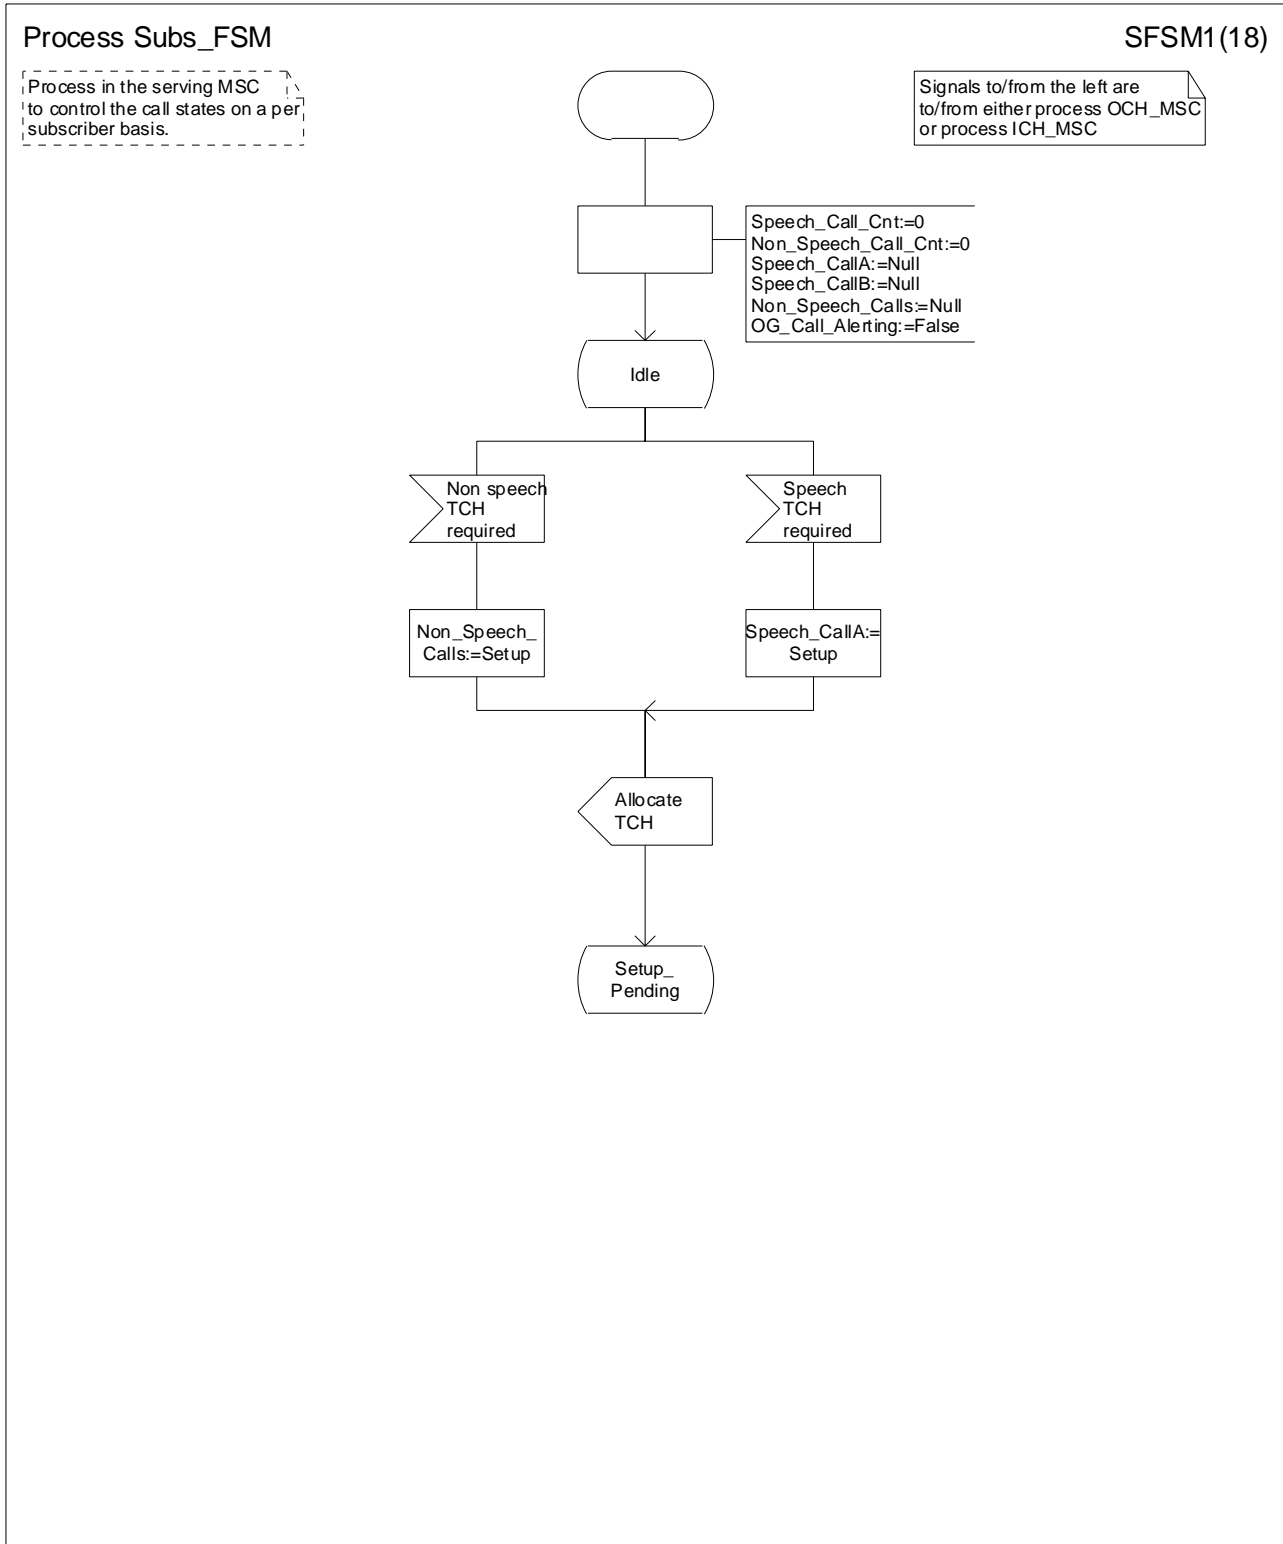 Process Subs_FSM
SFSM1(18)
Process in the serving MSC
to control the call states on a per
subscriber basis.
Signals to/from the left are
to/from either process OCH_MSC
or process ICH_MSC
Speech_Call_Cnt:=0
Non_Speech_Call_Cnt:=0
Speech_CallA:=Null
Speech_CallB:=Null
Non_Speech_Calls:=Null
OG_Call_Alerting:=False
Idle
Non speech
TCH
required
Speech
TCH
required
Non_Speech_
Calls:=Setup
Speech_CallA:=
Setup
Allocate
TCH
Setup_
Pending